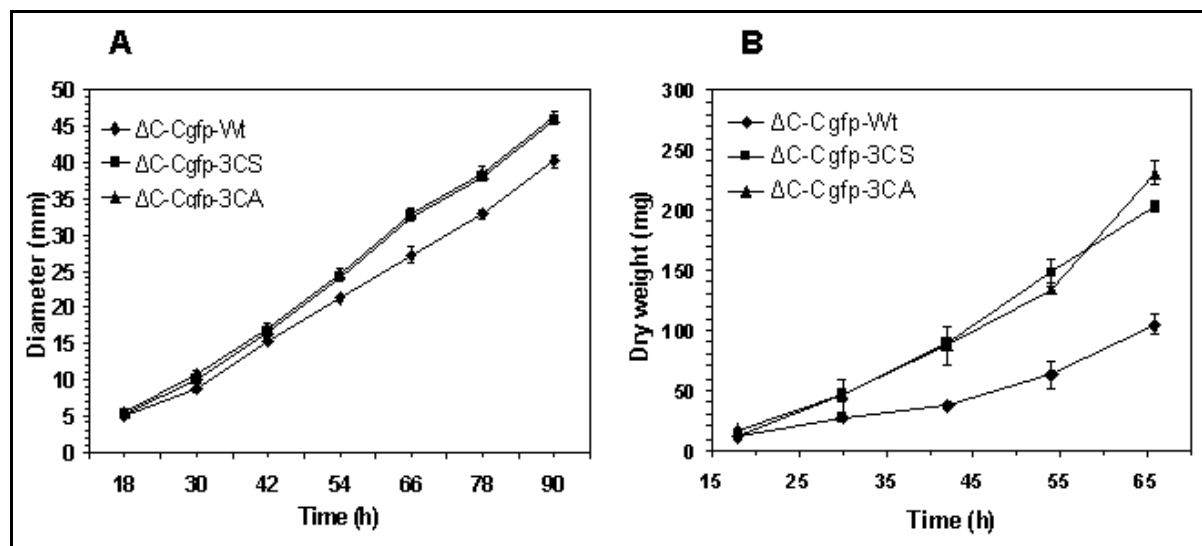 A
50
45
40
35
30
25
20
15
10
5
0
Diameter (mm)
ΔC-Cgfp-Wt
ΔC-Cgfp-3CS
ΔC-Cgfp-3CA
18 30 42 54 66 78 90
Time (h)
B
300
250
200
150
100
50
0
Dry weight (mg)
ΔC-Cgfp-Wt
ΔC-Cgfp-3CS
ΔC-Cgfp-3CA
15 25 35 45 55 65
Time (h)